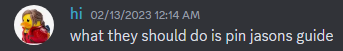 hi 02/13/2023 12:14 AM
what they should do is pin jasons guide